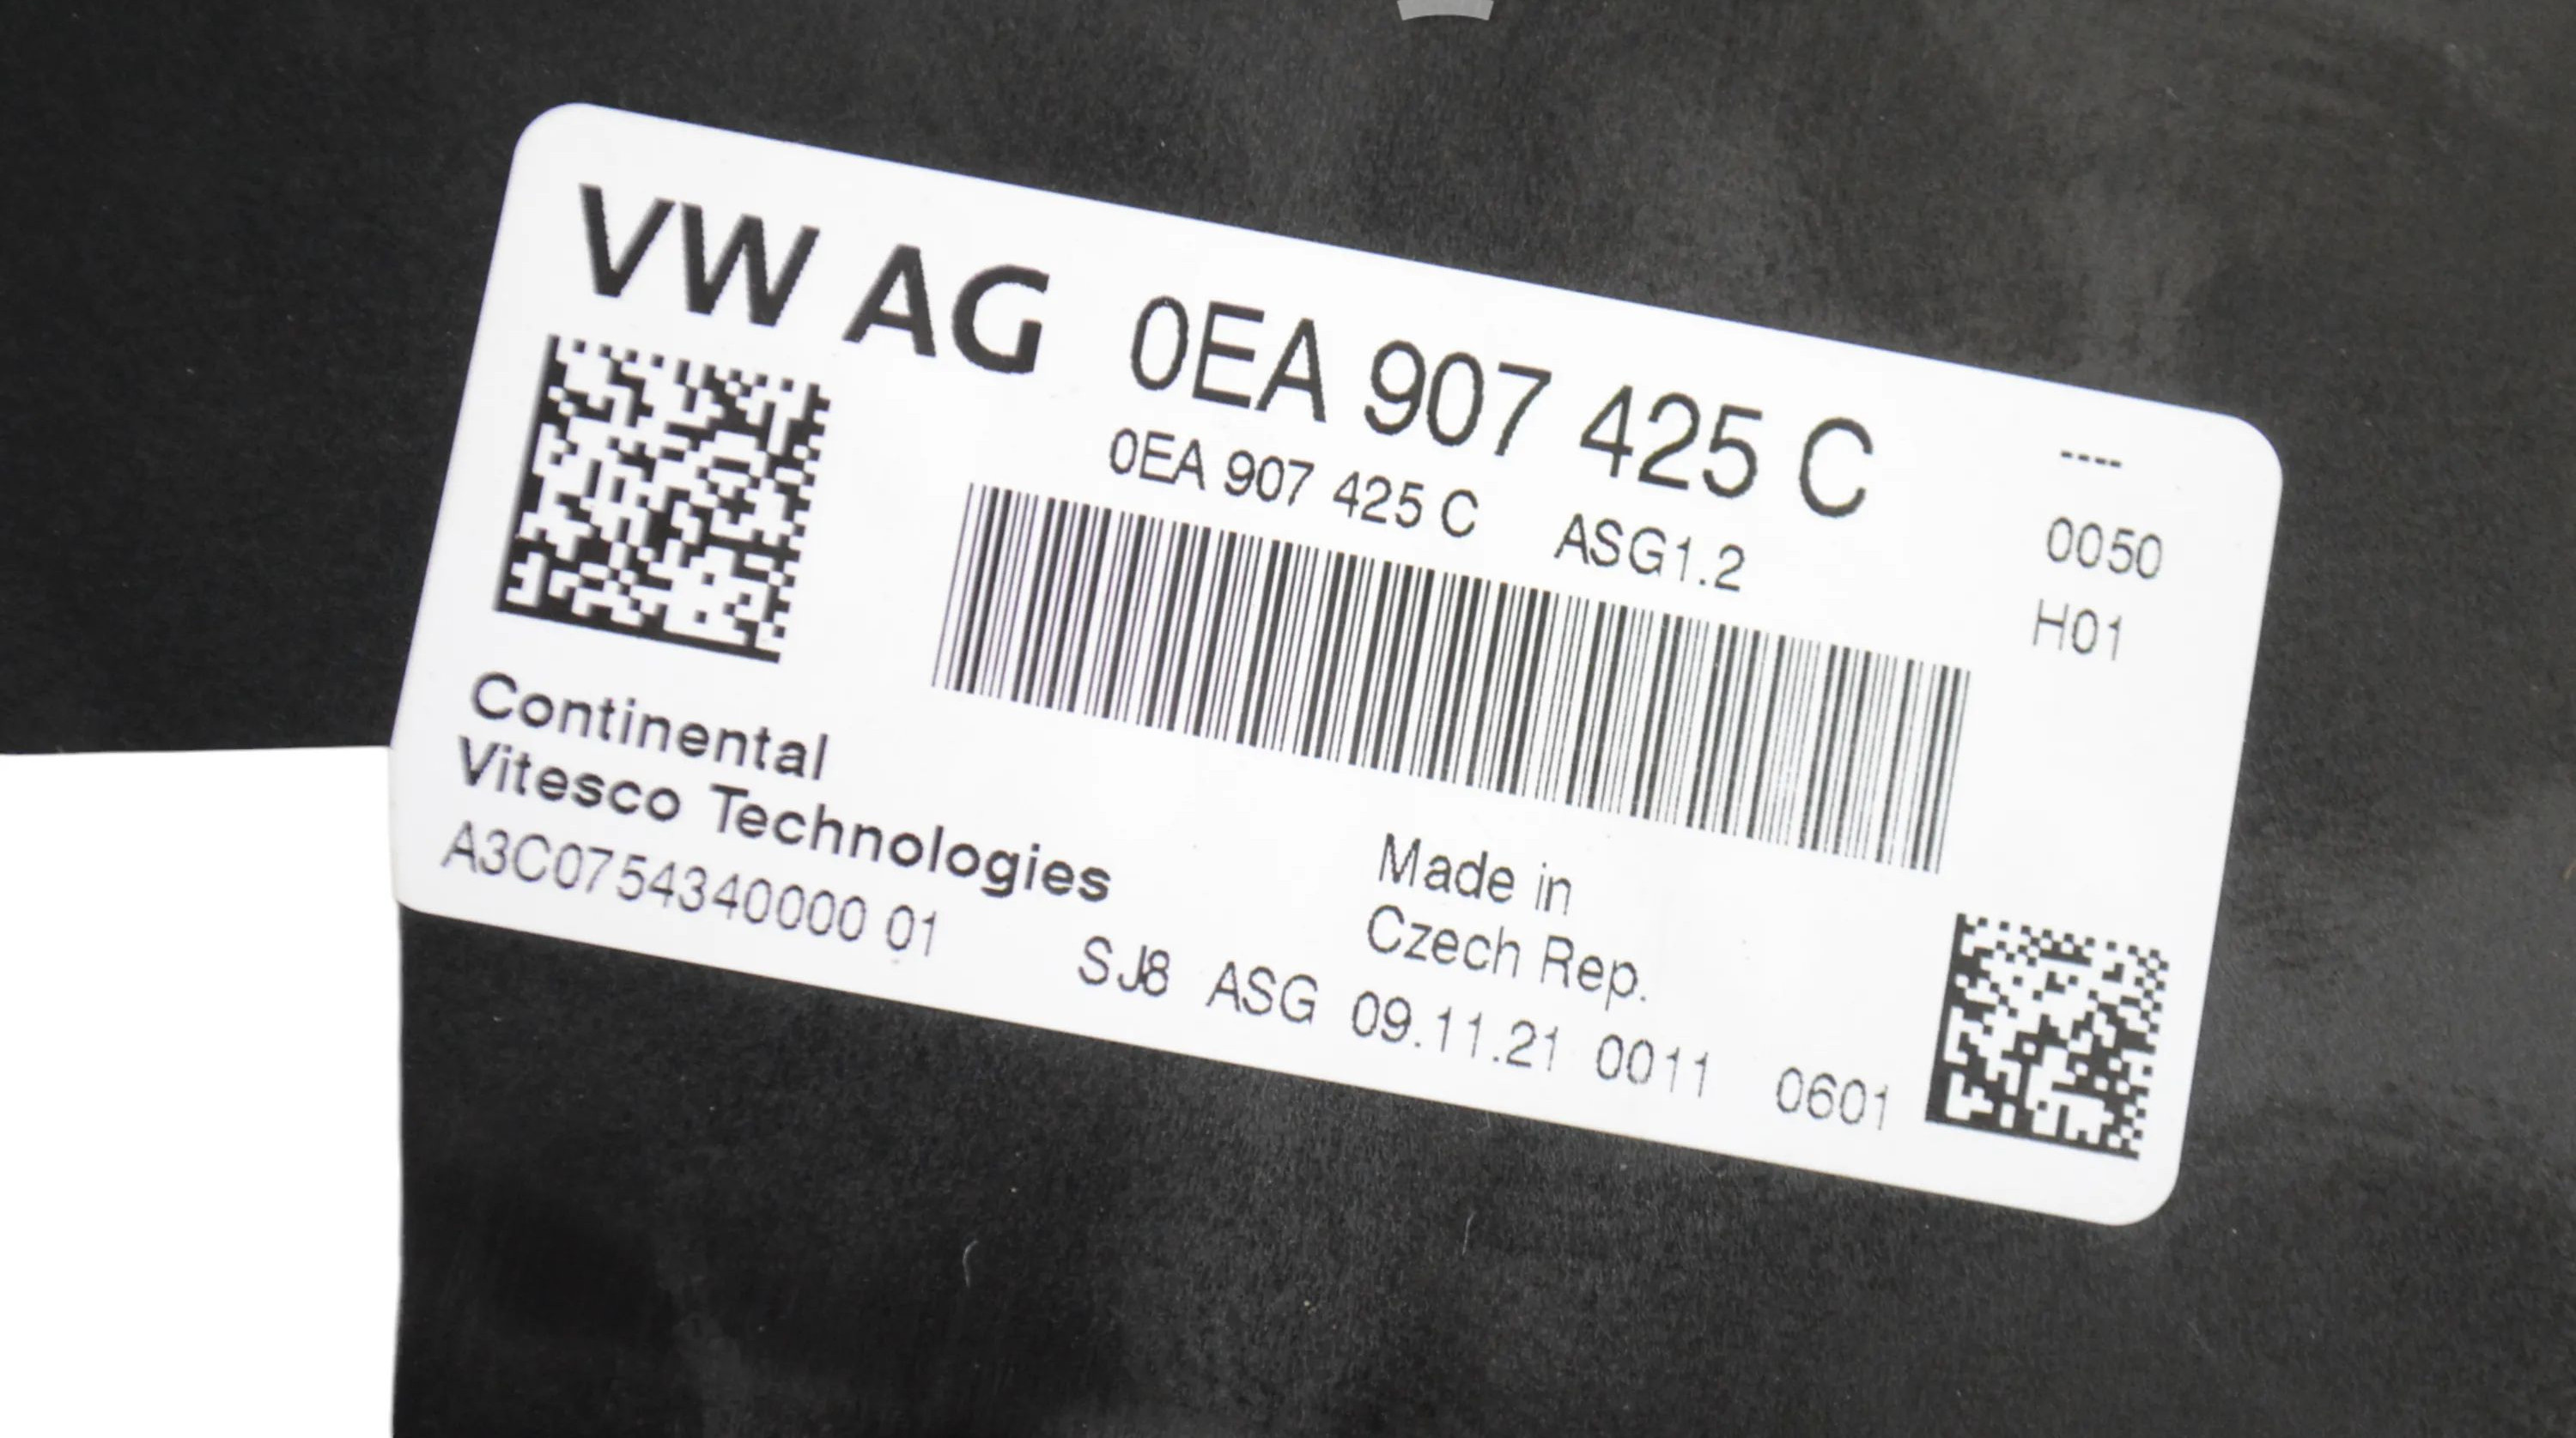 VW AG 0EA 907 425 C
----
0EA 907 425 C ASG1.2
0050
H01
Continental
Vitesco Technologies
A3C0754340000 01
Made in
Czech Rep.
SJ8 ASG 09.11.21 0011 0601